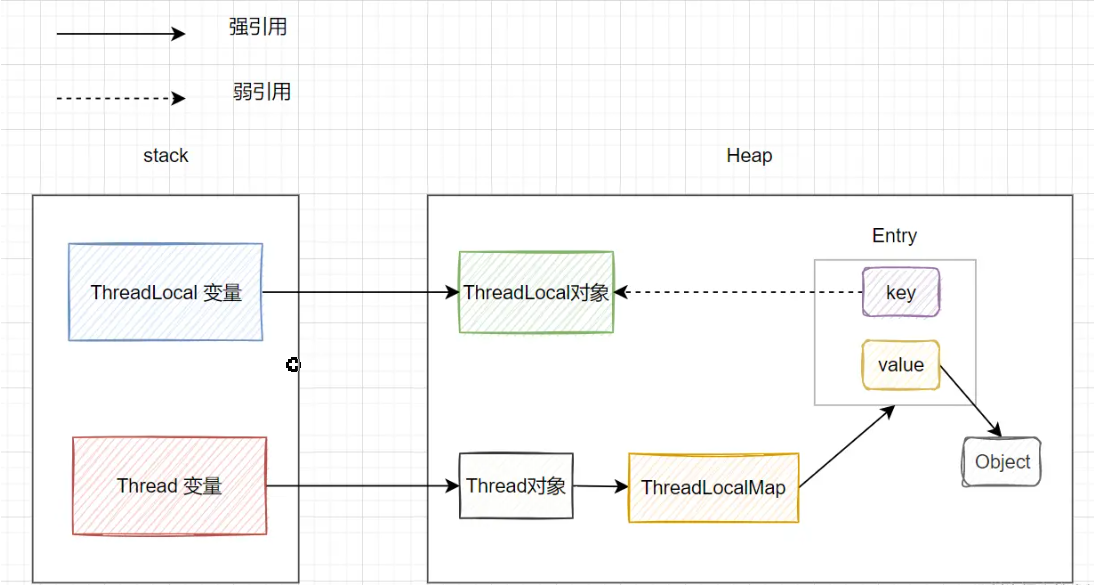 强引用
弱引用
stack
Heap
Entry
ThreadLocal 变量
ThreadLocal对象
key
value
Thread 变量
Thread对象
ThreadLocalMap
Object